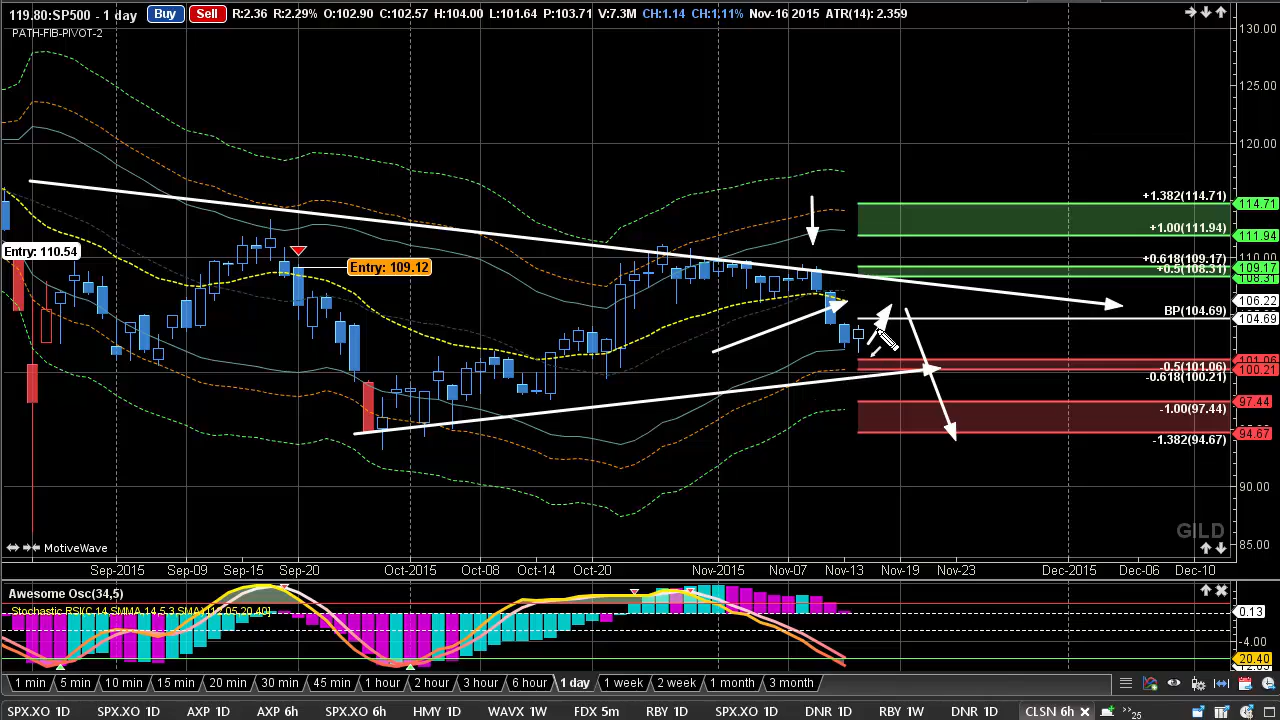 119.80:SP500 - 1 day Buy Sell R:2.36 R:2.29% O:102.90 C:102.57 H:104.00 L:101.64 P:103.71 V:7.3M CH:1.14 CH:1.11% Nov-16 2015 ATR(14): 2.359
PATH-FIB-PIVOT-2
130.00
125.00
120.00
+1.382(114.71) 114.71
+1.00(111.94) 111.94
Entry: 110.54
110.00
+0.618(109.17) 109.17
Entry: 109.12
+0.5(108.31) 108.31
106.22
BP(104.69) 104.69
101.06
-0.5(101.06) 100.21
-0.618(100.21)
-1.00(97.44) 97.44
-1.382(94.67) 94.67
90.00
GILD
MotiveWave
85.00
Sep-2015 Sep-09 Sep-15 Sep-20 Oct-2015 Oct-14 Oct-20 Nov-2015 Nov-07 Nov-13 Nov-19 Nov-23 Dec-2015 Dec-06 Dec-10
Awesome Osc(34,5)
0.13
-4.00
20.40
1 min 5 min 10 min 15 min 20 min 30 min 45 min 1 hour 2 hour 3 hour 6 hour 1 day 1 week 2 week 1 month 3 month
SPX.XO 1D SPX.XO 1D AXP 1D AXP 6h SPX.XO 6h HMY 1D WAVX 1W FDX 5m RBY 1D SPX.XO 1D DNR 1D RBY 1W DNR 1D CLSN 6h 25